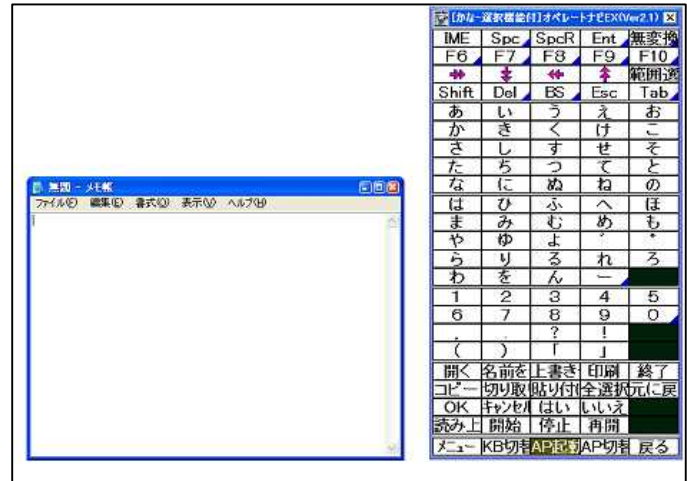 無題 - メモ帳
ファイル(F) 編集(E) 書式(O) 表示(V) ヘルプ(H)
[かな-選択機能付]オペレートナビEX(Ver2.1)
IME Spc SpcR Ent 無変換
F6 F7 F8 F9 F10
範囲選
Shift Del BS Esc Tab
あ い う え お
か き く け こ
さ し す せ そ
た ち つ て と
な に ぬ ね の
は ひ ふ へ ほ
ま み む め も
や ゆ よ ゛ ゜
ら り る れ ろ
わ を ん ー
1 2 3 4 5
6 7 8 9 0
、 。 ? !
( ) 「 」
開く 名前を 上書き 印刷 終了
コピー 切り取 貼り付け 全選択 元に戻
OK キャンセル はい いいえ
読み上 開始 停止 再開
メニュー KB切替 AP起動 AP切替 戻る